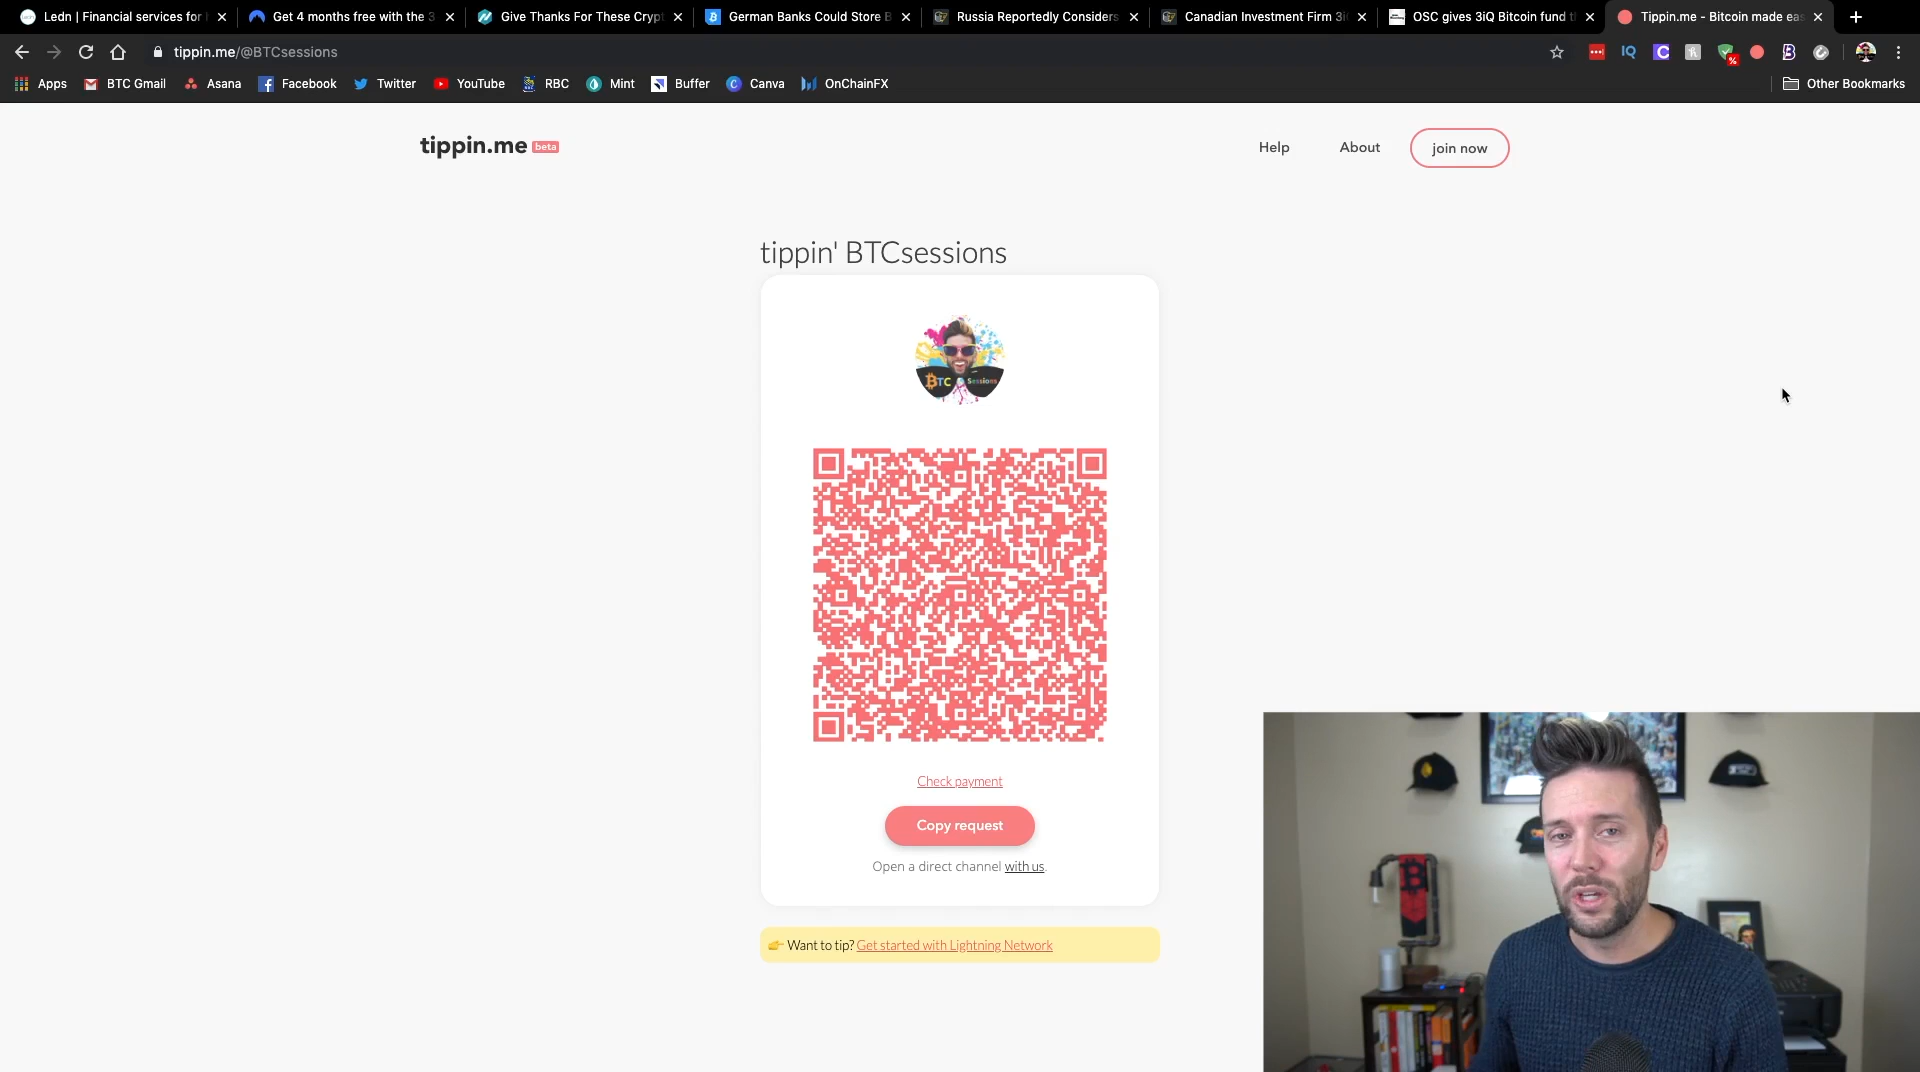 Ledn | Financial services for
Get 4 months free with the 3
Give Thanks For These Crypt
German Banks Could Store B
Russia Reportedly Considers
Canadian Investment Firm 3i
OSC gives 3iQ Bitcoin fund t
Tippin.me - Bitcoin made eas
tippin.me/@BTCsessions
Apps
BTC Gmail
Asana
Facebook
Twitter
YouTube
RBC
Mint
Buffer
Canva
OnChainFX
Other Bookmarks
tippin.me beta
Help
About
join now
tippin' BTCsessions
BTC Sessions
Check payment
Copy request
Open a direct channel with us.
👉 Want to tip? Get started with Lightning Network